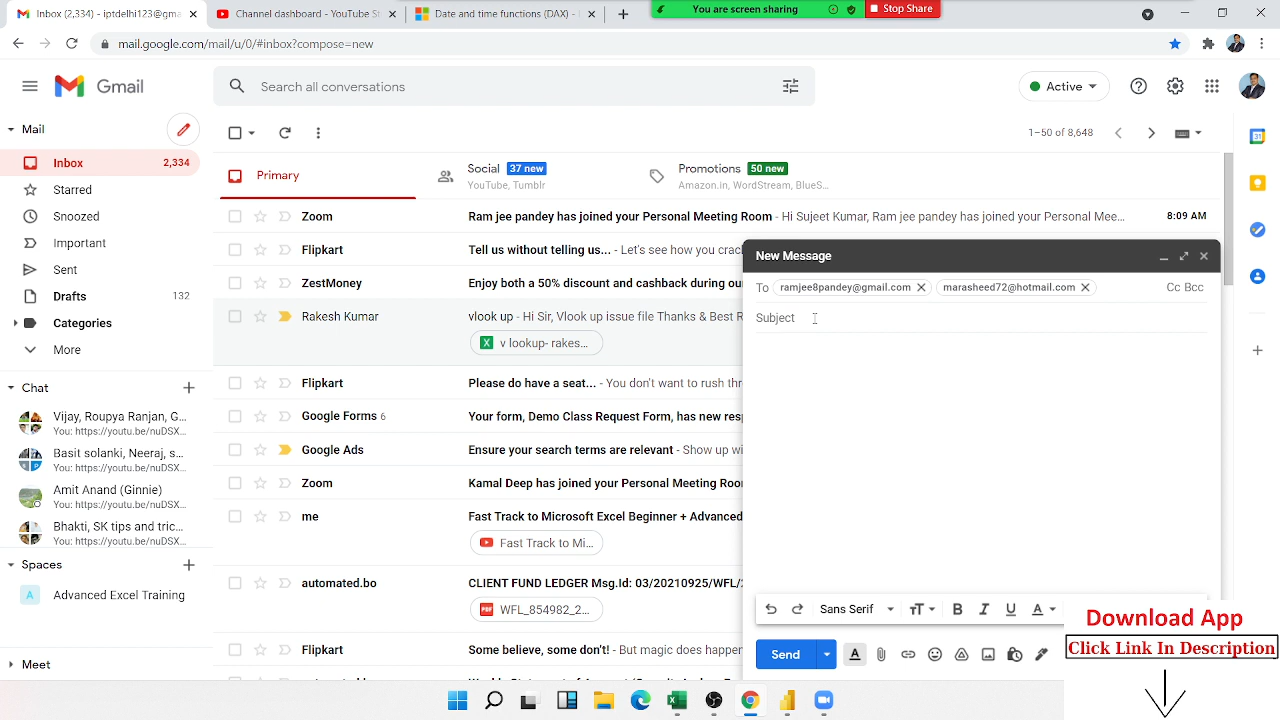 Inbox (2,334) - iptdelhi123@gma
Channel dashboard - YouTube St
Date and time functions (DAX) -
You are screen sharing
Stop Share
mail.google.com/mail/u/0/#inbox?compose=new
Gmail
Search all conversations
Active
Mail
1–50 of 8,648
Inbox 2,334
Starred
Snoozed
Important
Sent
Drafts 132
Categories
More
Primary
Social 37 new
YouTube, Tumblr
Promotions 50 new
Amazon.in, WordStream, BlueS...
Zoom Ram jee pandey has joined your Personal Meeting Room - Hi Sujeet Kumar, Ram jee pandey has joined your Personal Mee... 8:09 AM
Flipkart Tell us without telling us... - Let's see how you crac
ZestMoney Enjoy both a 50% discount and cashback during ou
Rakesh Kumar vlook up - Hi Sir, Vlook up issue file Thanks & Best R
v lookup- rakes...
Flipkart Please do have a seat... - You don't want to rush thr
Google Forms 6 Your form, Demo Class Request Form, has new resp
Google Ads Ensure your search terms are relevant - Show up wi
Zoom Kamal Deep has joined your Personal Meeting Roo
me Fast Track to Microsoft Excel Beginner + Advanced
Fast Track to Mi...
automated.bo CLIENT FUND LEDGER Msg.Id: 03/20210925/WFL/2
WFL_854982_2...
Flipkart Some believe, some don't! - But magic does happen
Chat
Vijay, Roupya Ranjan, G...
You: https://youtu.be/nuDSX...
Basit solanki, Neeraj, s...
You: https://youtu.be/nuDSX...
Amit Anand (Ginnie)
You: https://youtu.be/nuDSX...
Bhakti, SK tips and tric...
You: https://youtu.be/nuDSX...
Spaces
A Advanced Excel Training
Meet
New Message
To ramjee8pandey@gmail.com marasheed72@hotmail.com Cc Bcc
Subject
Sans Serif
Send
Download App
Click Link In Description